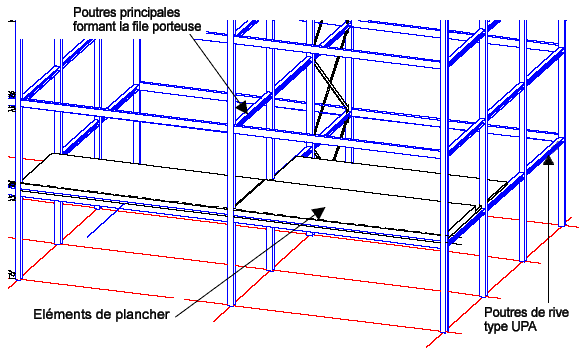 Poutres principales
formant la file porteuse
Eléments de plancher
Poutres de rive
type UPA